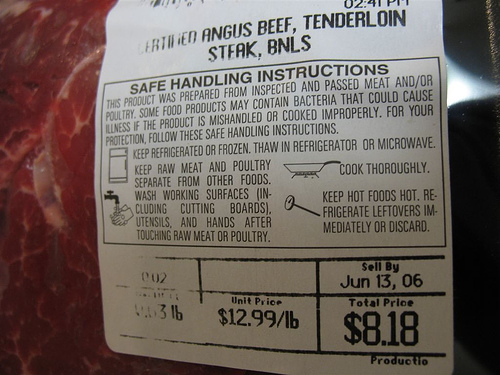 02:41 PM
CERTIFIED ANGUS BEEF, TENDERLOIN
STEAK, BNLS
SAFE HANDLING INSTRUCTIONS
THIS PRODUCT WAS PREPARED FROM INSPECTED AND PASSED MEAT AND/OR
POULTRY. SOME FOOD PRODUCTS MAY CONTAIN BACTERIA THAT COULD CAUSE
ILLNESS IF THE PRODUCT IS MISHANDLED OR COOKED IMPROPERLY. FOR YOUR
PROTECTION, FOLLOW THESE SAFE HANDLING INSTRUCTIONS.
KEEP REFRIGERATED OR FROZEN. THAW IN REFRIGERATOR OR MICROWAVE.
KEEP RAW MEAT AND POULTRY
SEPARATE FROM OTHER FOODS.
WASH WORKING SURFACES (IN-
CLUDING CUTTING BOARDS),
UTENSILS, AND HANDS AFTER
TOUCHING RAW MEAT OR POULTRY.
COOK THOROUGHLY.
KEEP HOT FOODS HOT. RE-
FRIGERATE LEFTOVERS IM-
MEDIATELY OR DISCARD.
Sell By
Jun 13, 06
lb
Unit Price
$12.99/lb
Total Price
$8.18
Productio